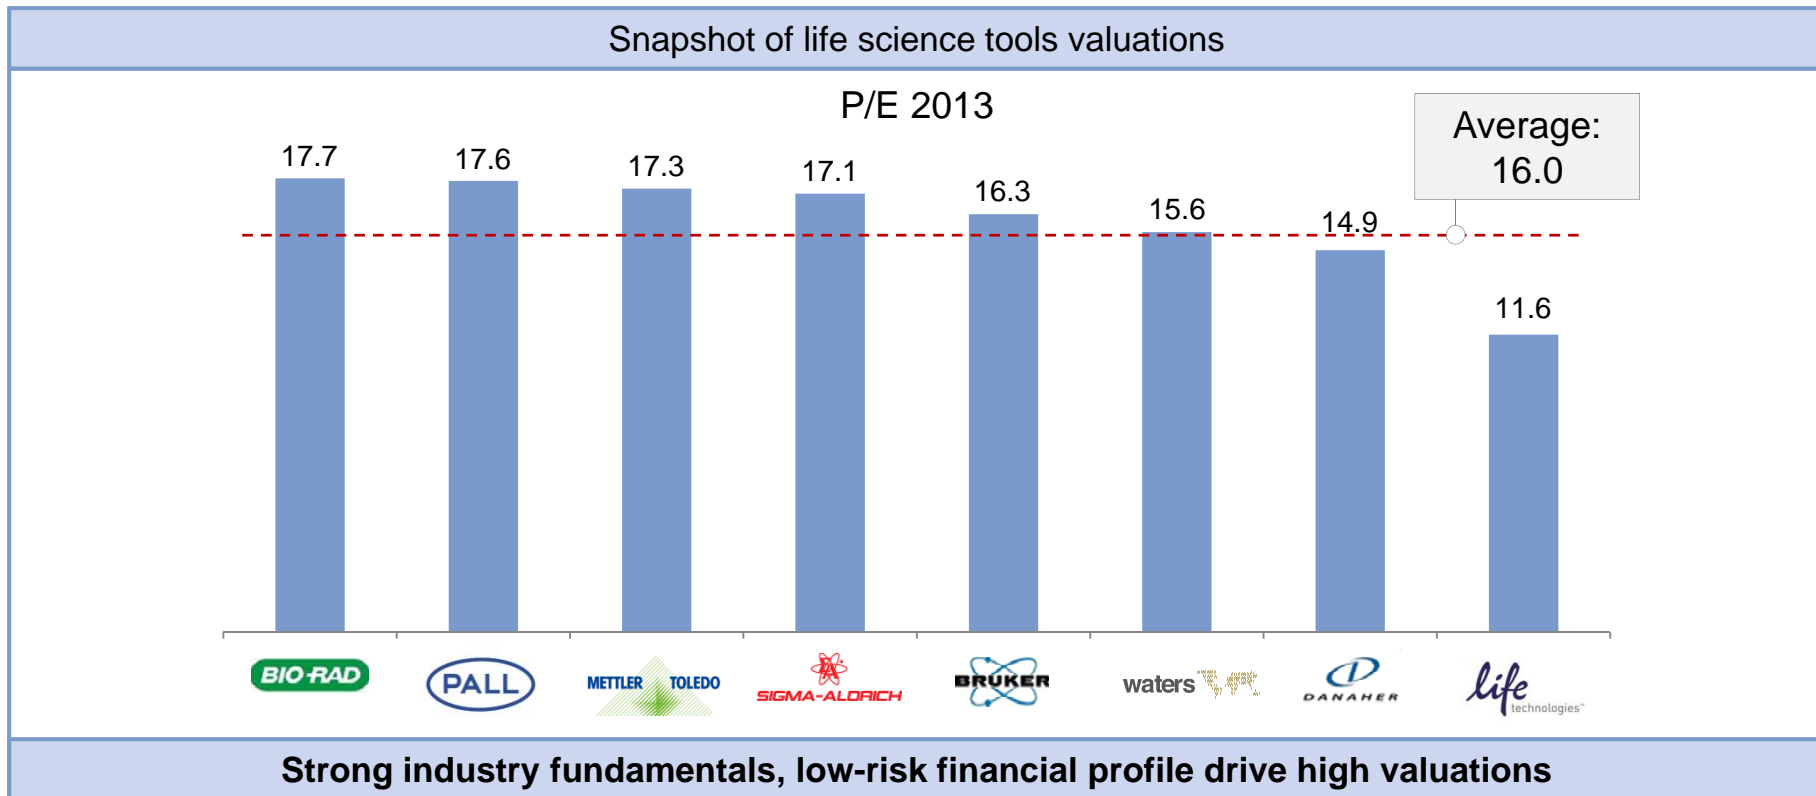 Snapshot of life science tools valuations
P/E 2013
Average:
16.0
17.7
17.6
17.3
17.1
16.3
15.6
14.9
11.6
BIO-RAD
PALL
METTLER TOLEDO
SIGMA-ALDRICH
BRUKER
waters
DANAHER
life
technologies™
Strong industry fundamentals, low-risk financial profile drive high valuations